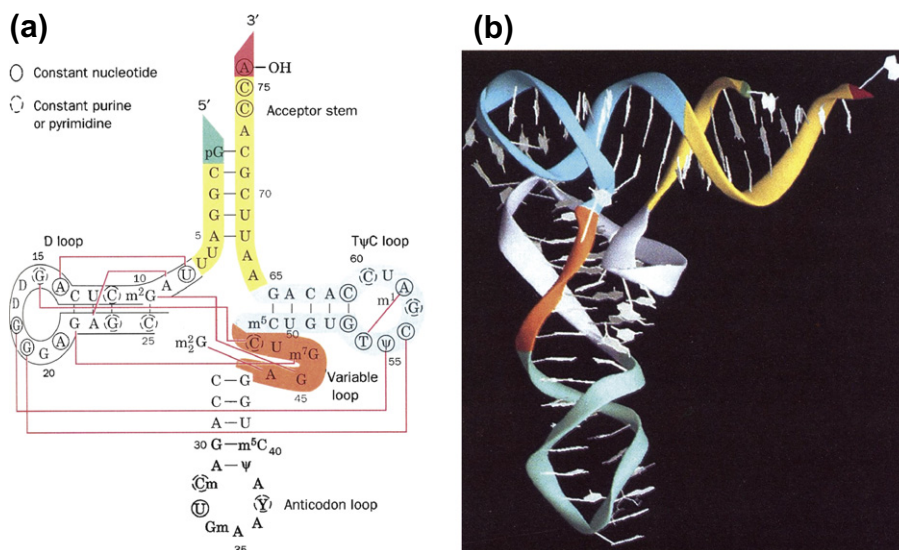 (a)
(b)
3′
A
OH
75
C
C
Acceptor stem
Constant nucleotide
Constant purine
or pyrimidine
5′
pG
A
C
C
G
G
C
70
G
U
5
A
U
U
A
U
A
D loop
TψC loop
15
60
65
G
A
10
A
U
C
U
D
C U C m²G
G A C A C
m¹A
D
G
G
25
G A G C
m⁵C U G U G
50
T
ψ
C
55
G
G
A
20
m²₂G
C U m⁷G
A
G
45
Variable
loop
C
G
C
G
A
U
30
G
m⁵C
40
A
ψ
Cm
A
U
Y
Anticodon loop
Gm
A
A
35